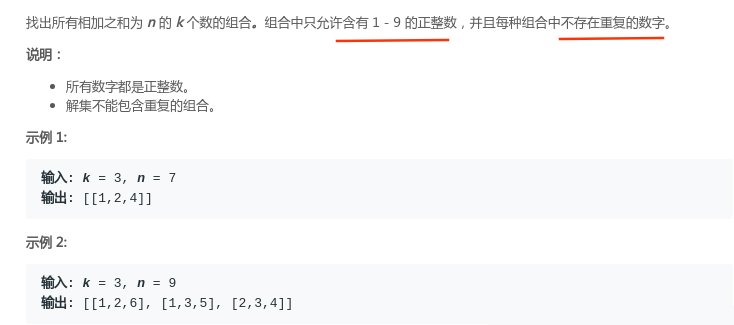 找出所有相加之和为 n 的 k 个数的组合。组合中只允许含有 1 - 9 的正整数，并且每种组合中不存在重复的数字。
说明：
所有数字都是正整数。
解集不能包含重复的组合。
示例 1:
输入: k = 3, n = 7
输出: [[1,2,4]]
示例 2:
输入: k = 3, n = 9
输出: [[1,2,6], [1,3,5], [2,3,4]]